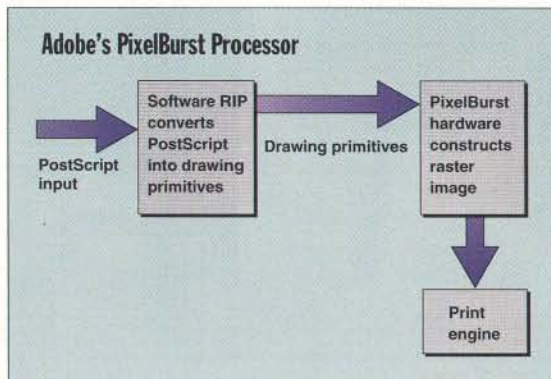 Adobe's PixelBurst Processor
PostScript
input
Software RIP
converts
PostScript
into drawing
primitives
Drawing primitives
PixelBurst
hardware
constructs
raster
image
Print
engine